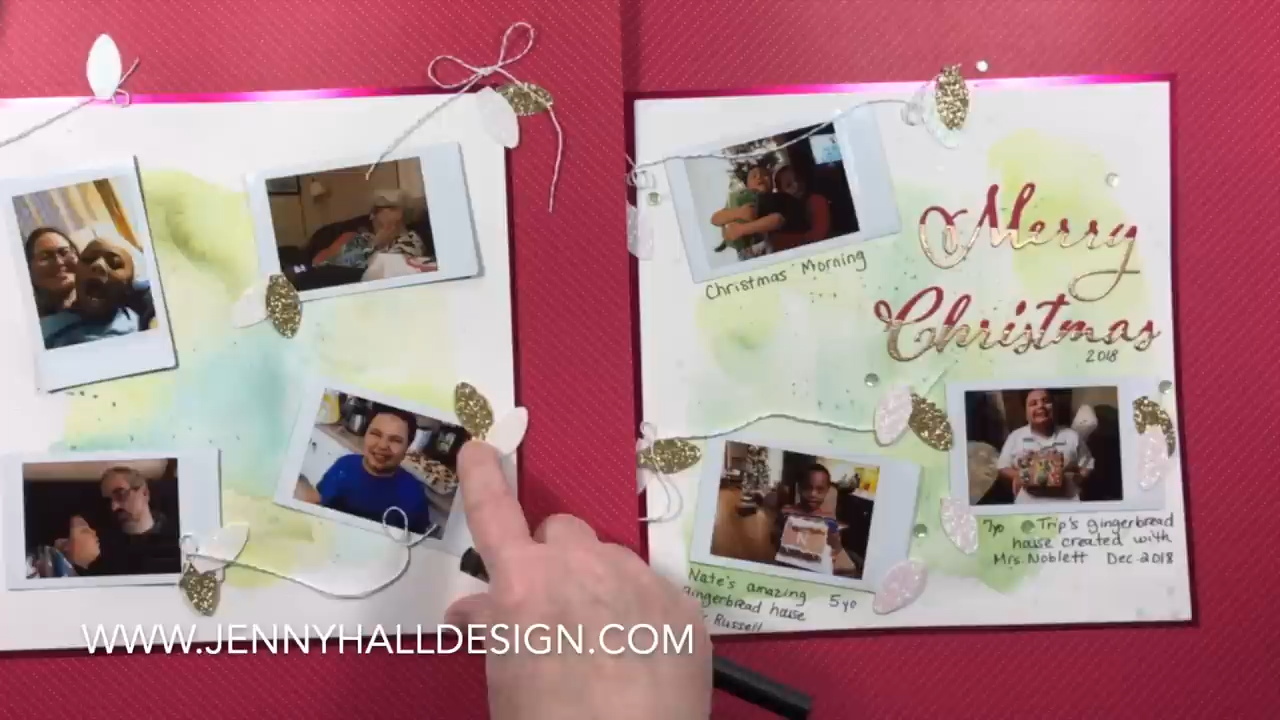 Christmas Morning
Merry
Christmas
2018
7yo Trip's gingerbread
house created with
Mrs. Noblett Dec 2018
Nate's amazing 5yo
gingerbread house
Russell
WWW.JENNYHALLDESIGN.COM